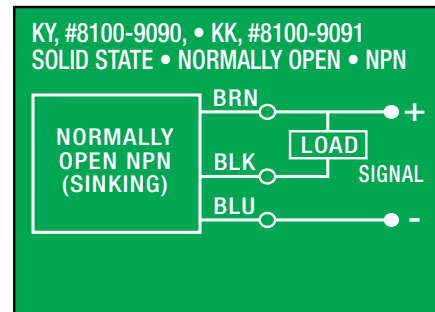 KY, #8100-9090, • KK, #8100-9091
SOLID STATE • NORMALLY OPEN • NPN
BRN
+
NORMALLY
OPEN NPN
(SINKING)
LOAD
BLK
SIGNAL
BLU
-